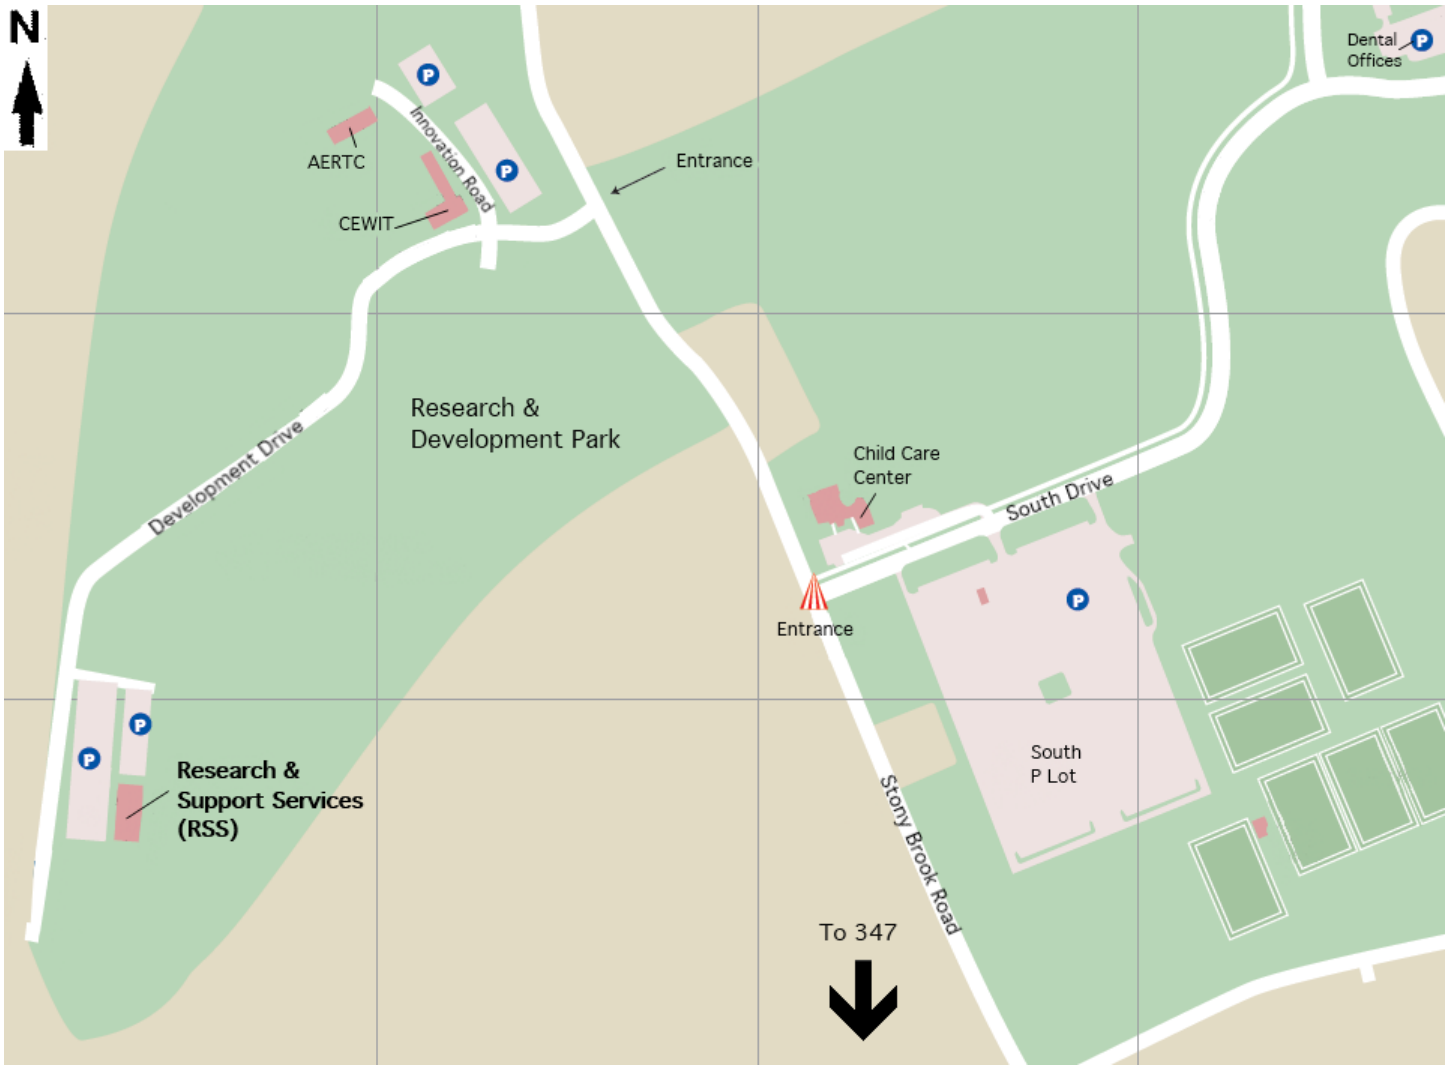 N
Dental
Offices
P
P
Innovation Road
AERTC
P
Entrance
CEWIT
Research &
Development Park
Development Drive
Child Care
Center
South Drive
P
Entrance
P
P
Research &
Support Services
(RSS)
South
P Lot
Stony Brook Road
To 347